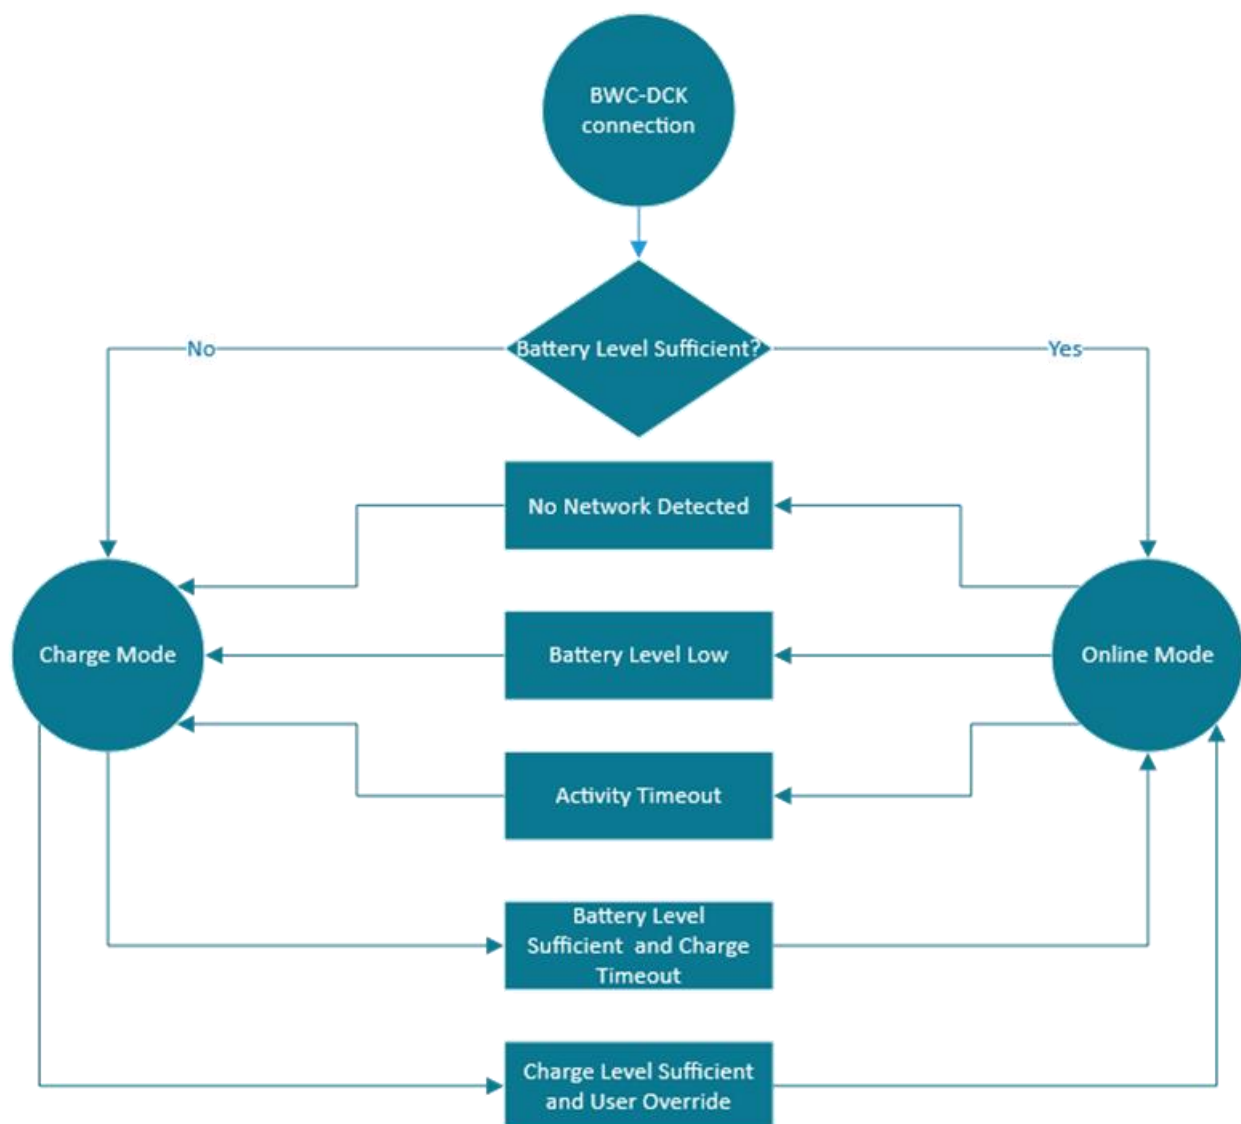 BWC-DCK
connection
No
Battery Level Sufficient?
Yes
No Network Detected
Charge Mode
Battery Level Low
Online Mode
Activity Timeout
Battery Level
Sufficient and Charge
Timeout
Charge Level Sufficient
and User Override